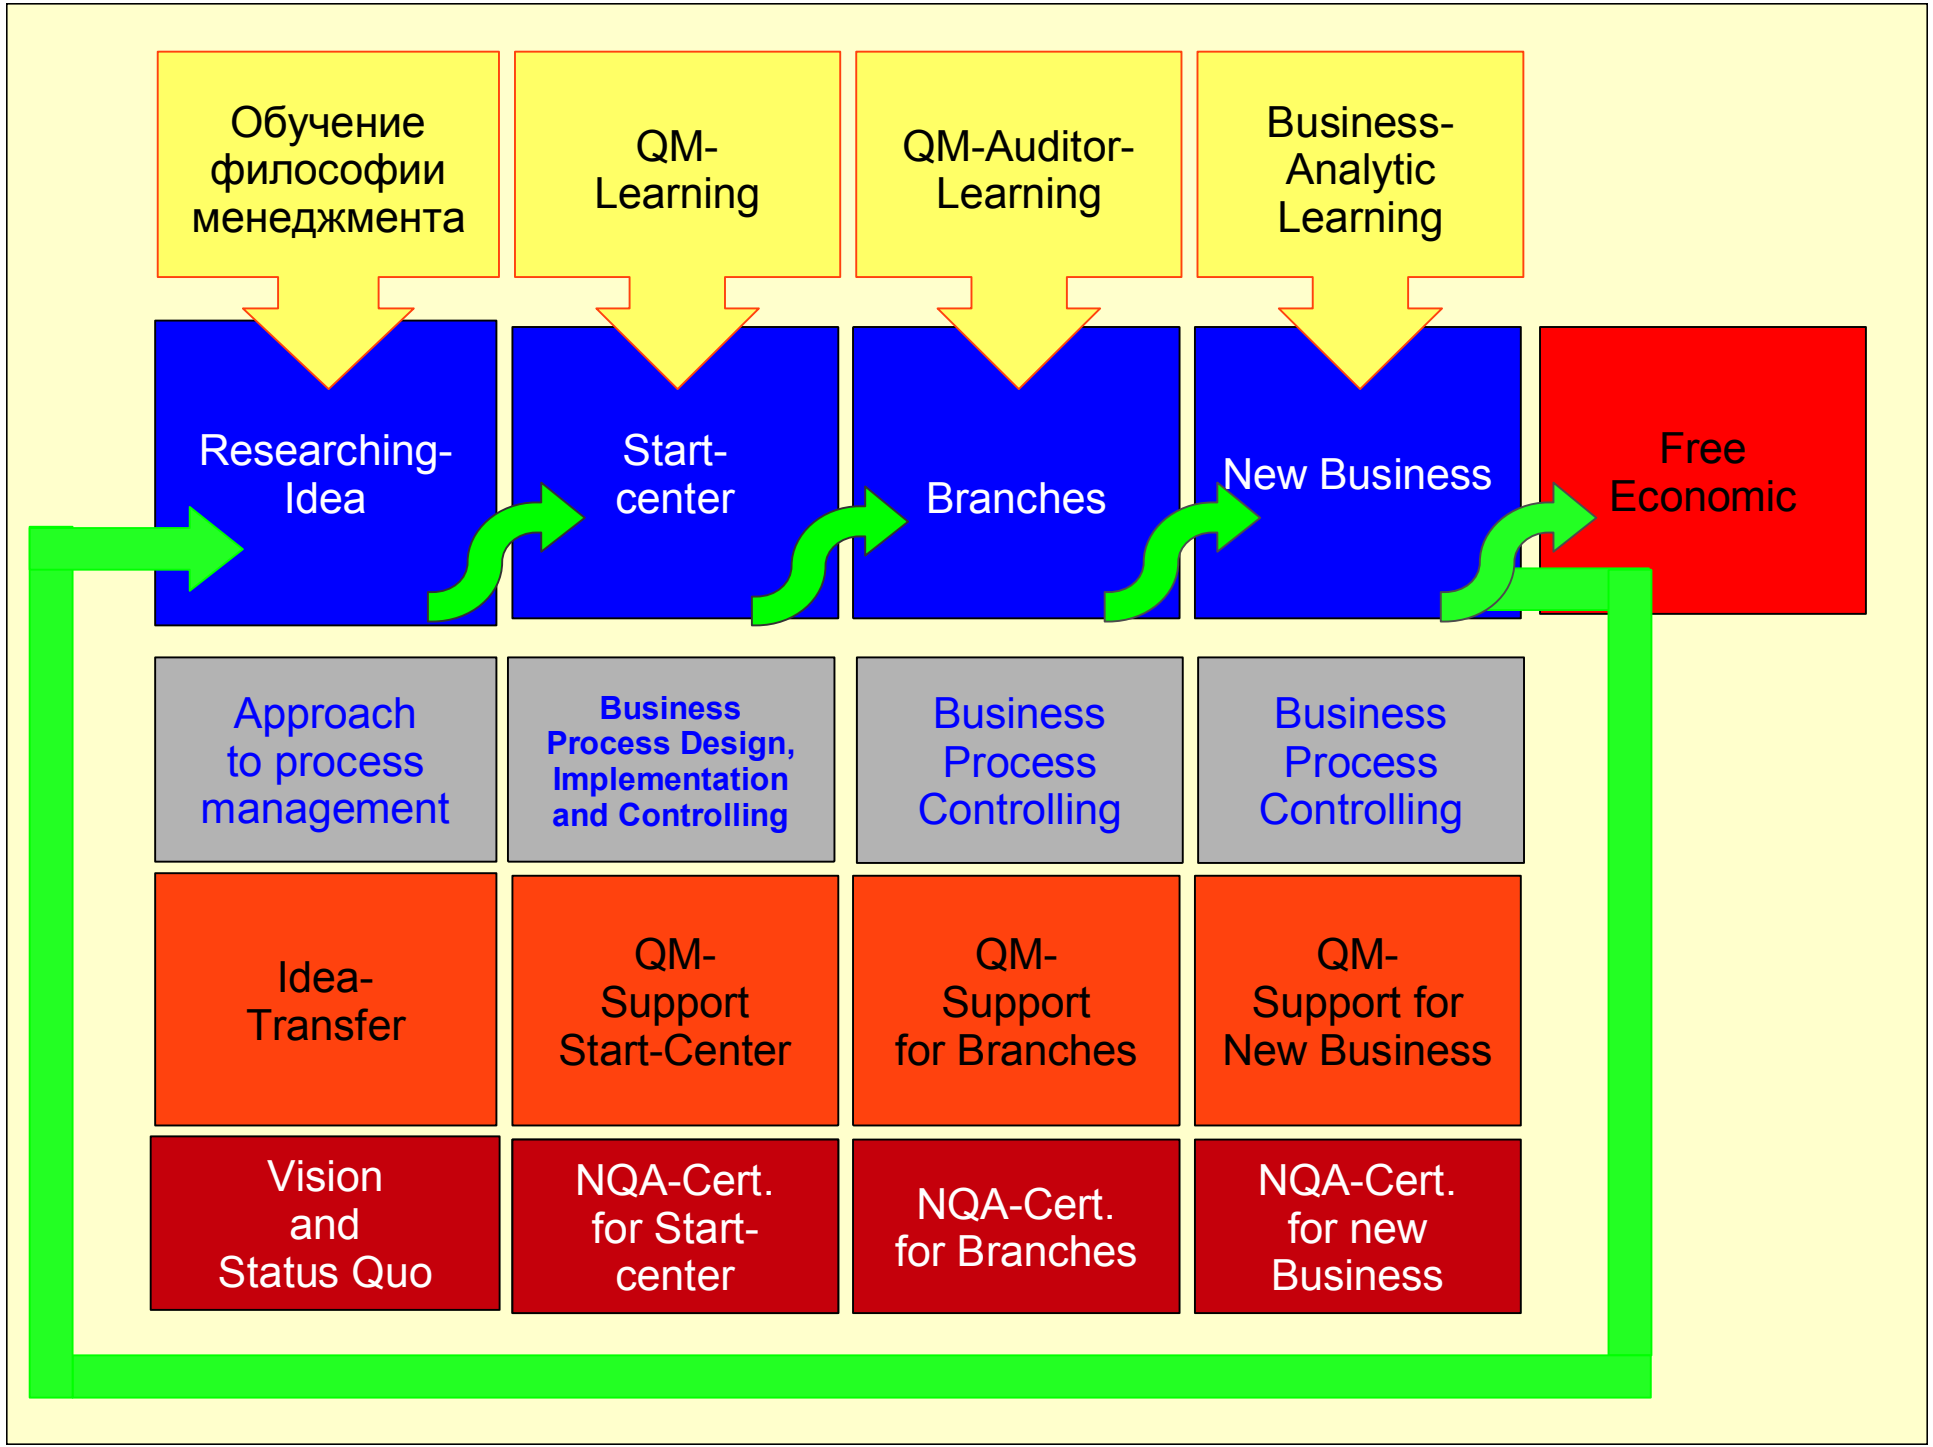 Обучение
философии
менеджмента
QM-
Learning
QM-Auditor-
Learning
Business-
Analytic
Learning
Researching-
Idea
Start-
center
Branches
New Business
Free
Economic
Approach
to process
management
Business
Process Design,
Implementation
and Controlling
Business
Process
Controlling
Business
Process
Controlling
Idea-
Transfer
QM-
Support
Start-Center
QM-
Support
for Branches
QM-
Support for
New Business
Vision
and
Status Quo
NQA-Cert.
for Start-
center
NQA-Cert.
for Branches
NQA-Cert.
for new
Business